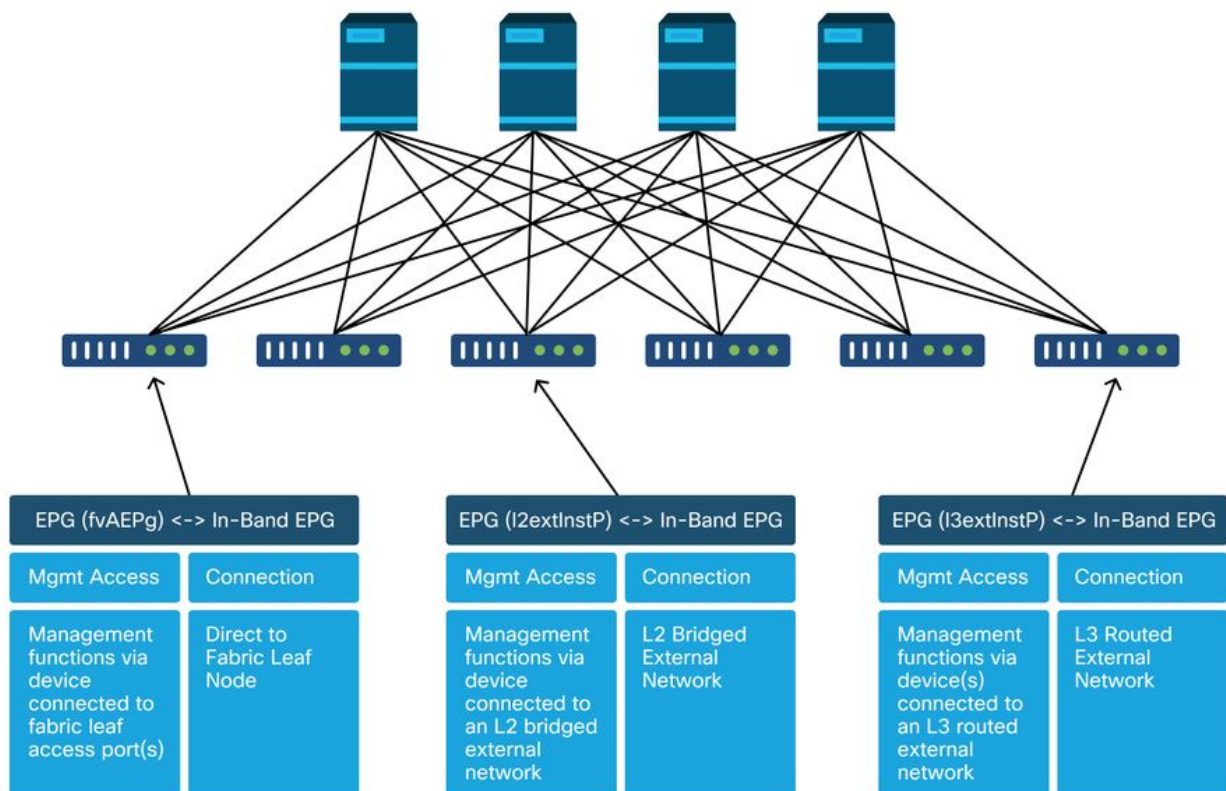 EPG (fvAEPg) <-> In-Band EPG
Mgmt Access
Connection
Management
functions via
device
connected to
fabric leaf
access port(s)
Direct to
Fabric Leaf
Node
EPG (l2extInstP) <-> In-Band EPG
Mgmt Access
Connection
Management
functions via
device
connected to
an L2 bridged
external
network
L2 Bridged
External
Network
EPG (l3extInstP) <-> In-Band EPG
Mgmt Access
Connection
Management
functions via
device(s)
connected to
an L3 routed
external
network
L3 Routed
External
Network